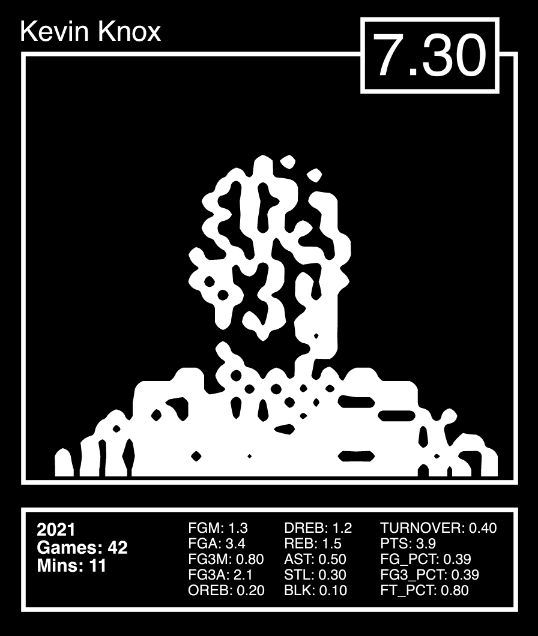 Kevin Knox
7.30
2021
Games: 42
Mins: 11
FGM: 1.3
FGA: 3.4
FG3M: 0.80
FG3A: 2.1
OREB: 0.20
DREB: 1.2
REB: 1.5
AST: 0.50
STL: 0.30
BLK: 0.10
TURNOVER: 0.40
PTS: 3.9
FG_PCT: 0.39
FG3_PCT: 0.39
FT_PCT: 0.80